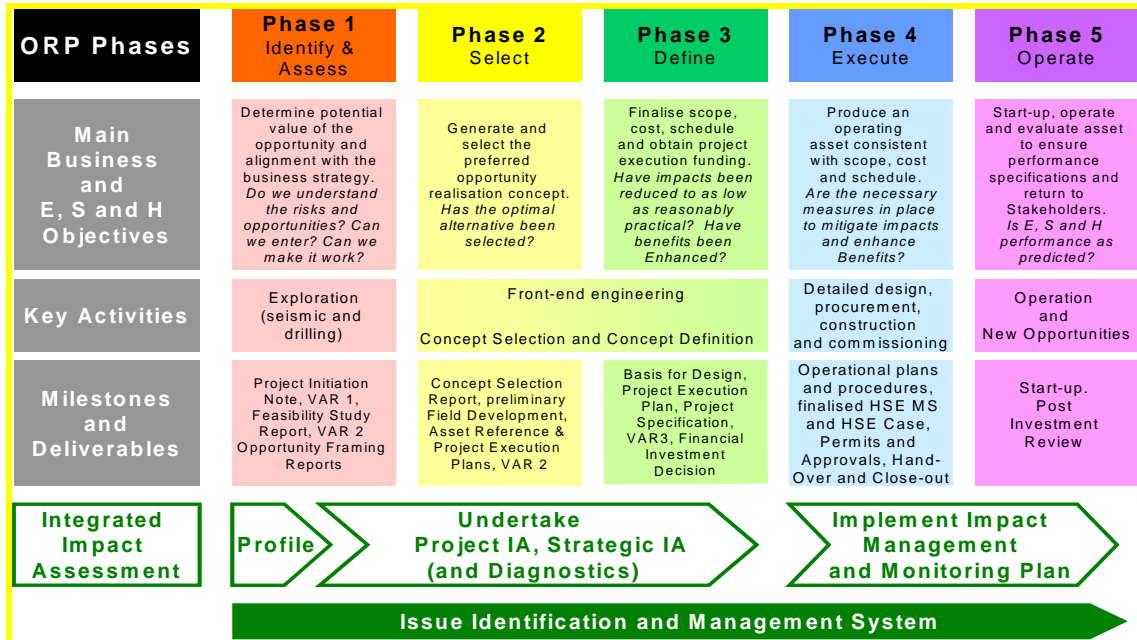 ORP Phases
Phase 1
Identify &
Assess
Phase 2
Select
Phase 3
Define
Phase 4
Execute
Phase 5
Operate
Main
Business
and
E, S and H
Objectives
Determine potential
value of the
opportunity and
alignment with the
business strategy.
Do we understand
the risks and
opportunities? Can
we enter? Can we
make it work?
Generate and
select the
preferred
opportunity
realisation concept.
Has the optimal
alternative been
selected?
Finalise scope,
cost, schedule
and obtain project
execution funding.
Have impacts been
reduced to as low
as reasonably
practical? Have
benefits been
Enhanced?
Produce an
operating
asset consistent
with scope, cost
and schedule.
Are the necessary
measures in place
to mitigate impacts
and enhance
Benefits?
Start-up, operate
and evaluate asset
to ensure
performance
specifications and
return to
Stakeholders.
Is E, S and H
performance as
predicted?
Key Activities
Exploration
(seismic and
drilling)
Front-end engineering
Concept Selection and Concept Definition
Detailed design,
procurement,
construction
and commissioning
Operation
and
New Opportunities
Milestones
and
Deliverables
Project Initiation
Note, VAR 1,
Feasibility Study
Report, VAR 2
Opportunity Framing
Reports
Concept Selection
Report, preliminary
Field Development,
Asset Reference &
Project Execution
Plans, VAR 2
Basis for Design,
Project Execution
Plan, Project
Specification,
VAR3, Financial
Investment
Decision
Operational plans
and procedures,
finalised HSE MS
and HSE Case,
Permits and
Approvals, Hand-
Over and Close-out
Start-up.
Post
Investment
Review
Integrated
Impact
Assessment
Profile
Undertake
Project IA, Strategic IA
(and Diagnostics)
Implement Impact
Management
and Monitoring Plan
Issue Identification and Management System